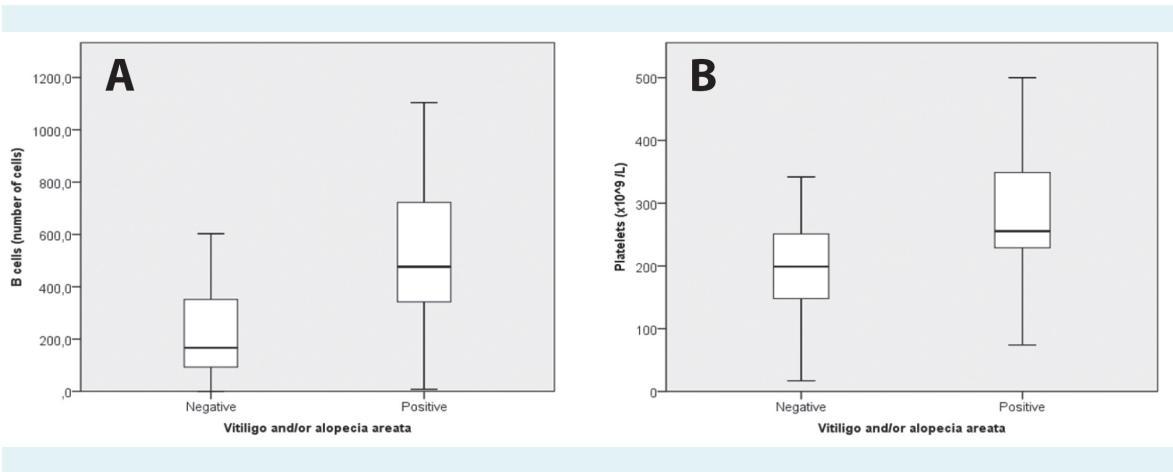 A
B cells (number of cells)
1200,0
1000,0
800,0
600,0
400,0
200,0
,0
Negative
Positive
Vitiligo and/or alopecia areata
B
Platelets (x10^9 /L)
500
400
300
200
100
0
Negative
Positive
Vitiligo and/or alopecia areata